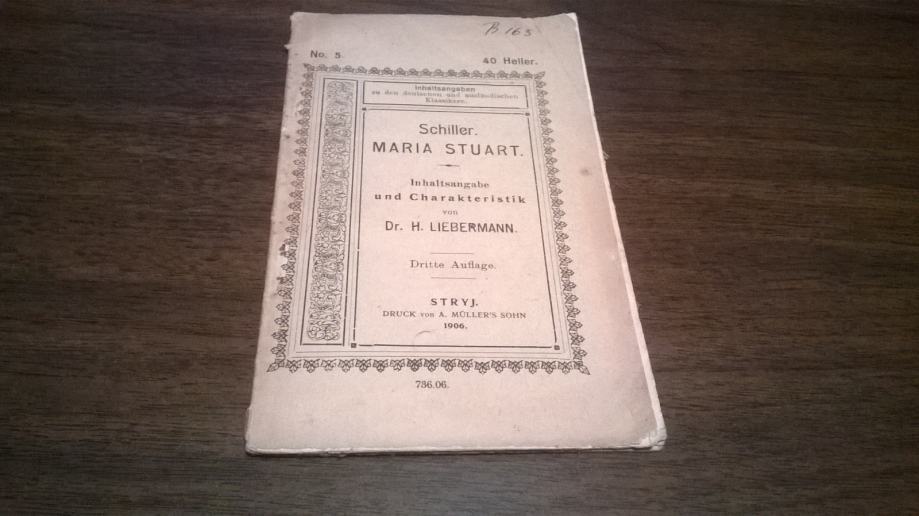 B 163
No. 5.
40 Heller.
Inhaltsangaben
zu den deutschen und ausländischen
Klassikern.
Schiller.
MARIA STUART.
Inhaltsangabe
und Charakteristik
von
Dr. H. LIEBERMANN.
Dritte Auflage.
STRYJ.
DRUCK von A. MÜLLER'S SOHN
1906.
736.06.